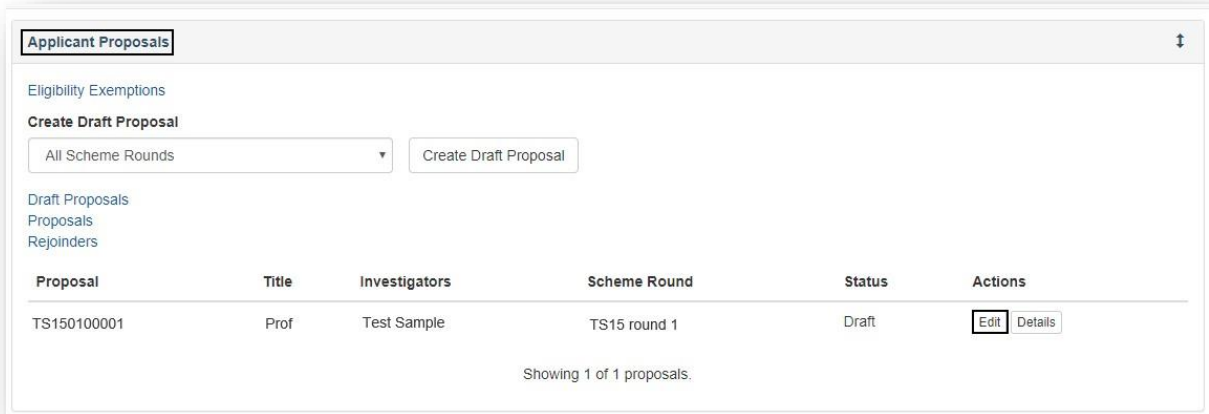 Applicant Proposals
Eligibility Exemptions
Create Draft Proposal
All Scheme Rounds Create Draft Proposal
Draft Proposals
Proposals
Rejoinders
Proposal Title Investigators Scheme Round Status Actions
TS150100001 Prof Test Sample TS15 round 1 Draft Edit Details
Showing 1 of 1 proposals.